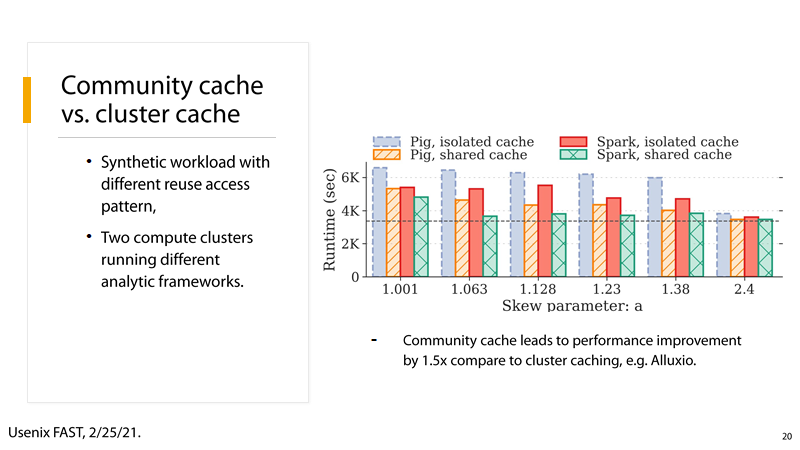 Community cache
vs. cluster cache
• Synthetic workload with
different reuse access
pattern,
• Two compute clusters
running different
analytic frameworks.
Pig, isolated cache
Pig, shared cache
Spark, isolated cache
Spark, shared cache
Runtime (sec)
6K
4K
2K
0
1.001 1.063 1.128 1.23 1.38 2.4
Skew parameter: a
- Community cache leads to performance improvement
by 1.5x compare to cluster caching, e.g. Alluxio.
Usenix FAST, 2/25/21.
20